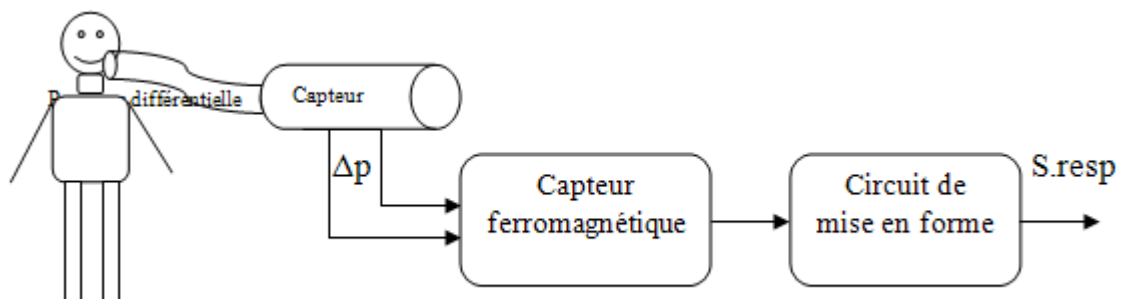 différentielle
Capteur
Δp
Capteur
ferromagnétique
Circuit de
mise en forme
S.resp